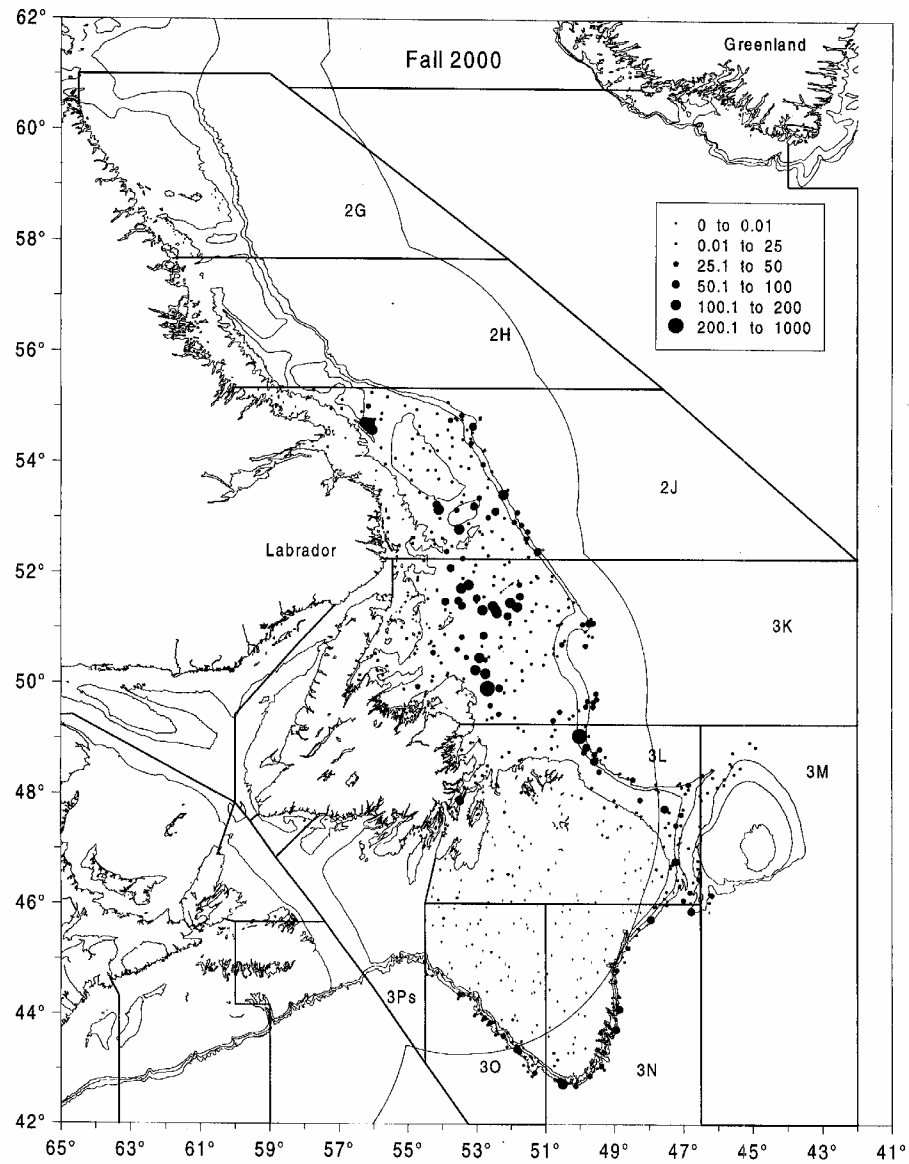 62°
Fall 2000
Greenland
60°
2G
0 to 0.01
0.01 to 25
25.1 to 50
50.1 to 100
100.1 to 200
200.1 to 1000
58°
2H
56°
2J
54°
Labrador
52°
3K
50°
3L
3M
48°
46°
3Ps
44°
3O
3N
42°
65° 63° 61° 59° 57° 55° 53° 51° 49° 47° 45° 43° 41°